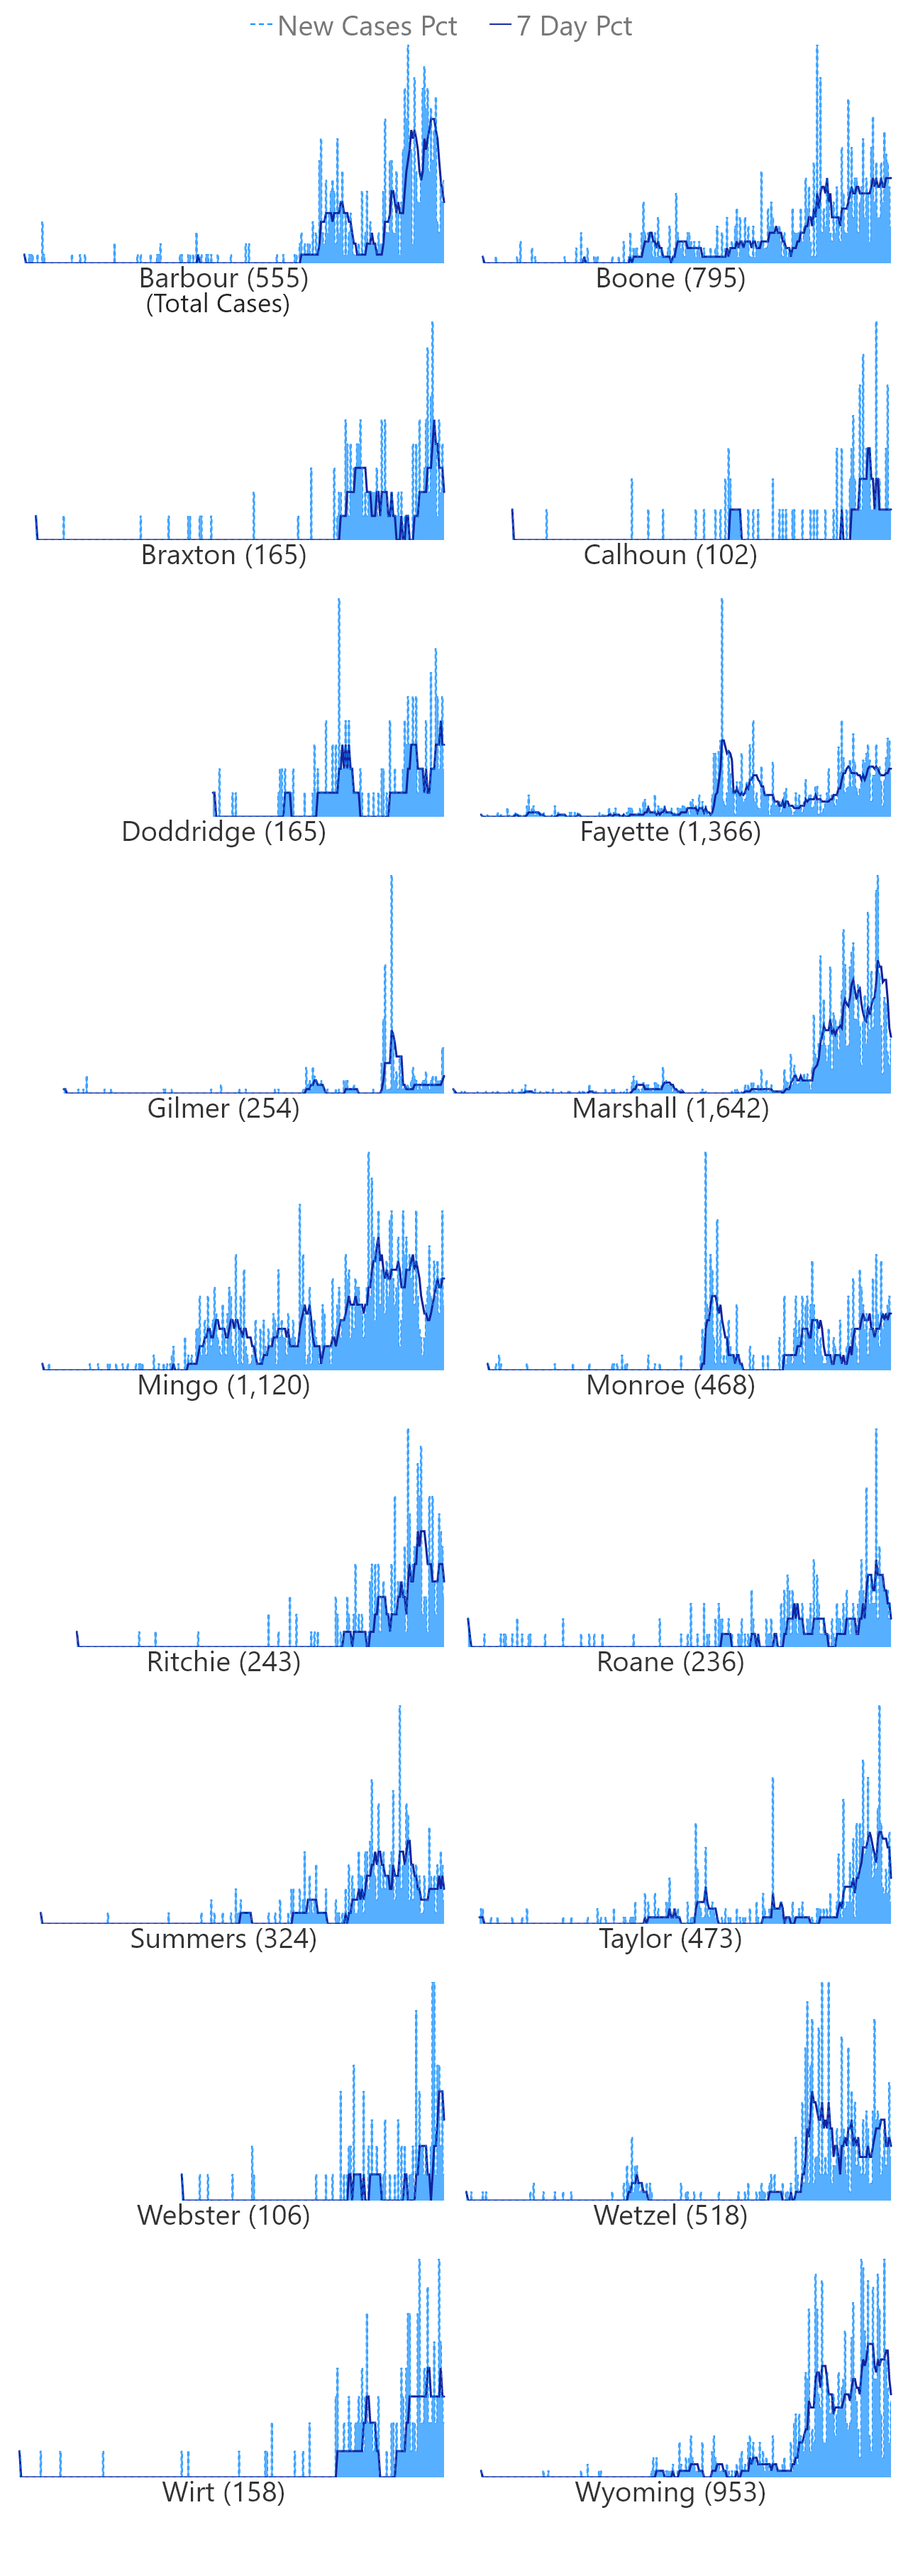 New Cases Pct 7 Day Pct
Barbour (555) Boone (795)
(Total Cases)
Braxton (165) Calhoun (102)
Doddridge (165) Fayette (1,366)
Gilmer (254) Marshall (1,642)
Mingo (1,120) Monroe (468)
Ritchie (243) Roane (236)
Summers (324) Taylor (473)
Webster (106) Wetzel (518)
Wirt (158) Wyoming (953)